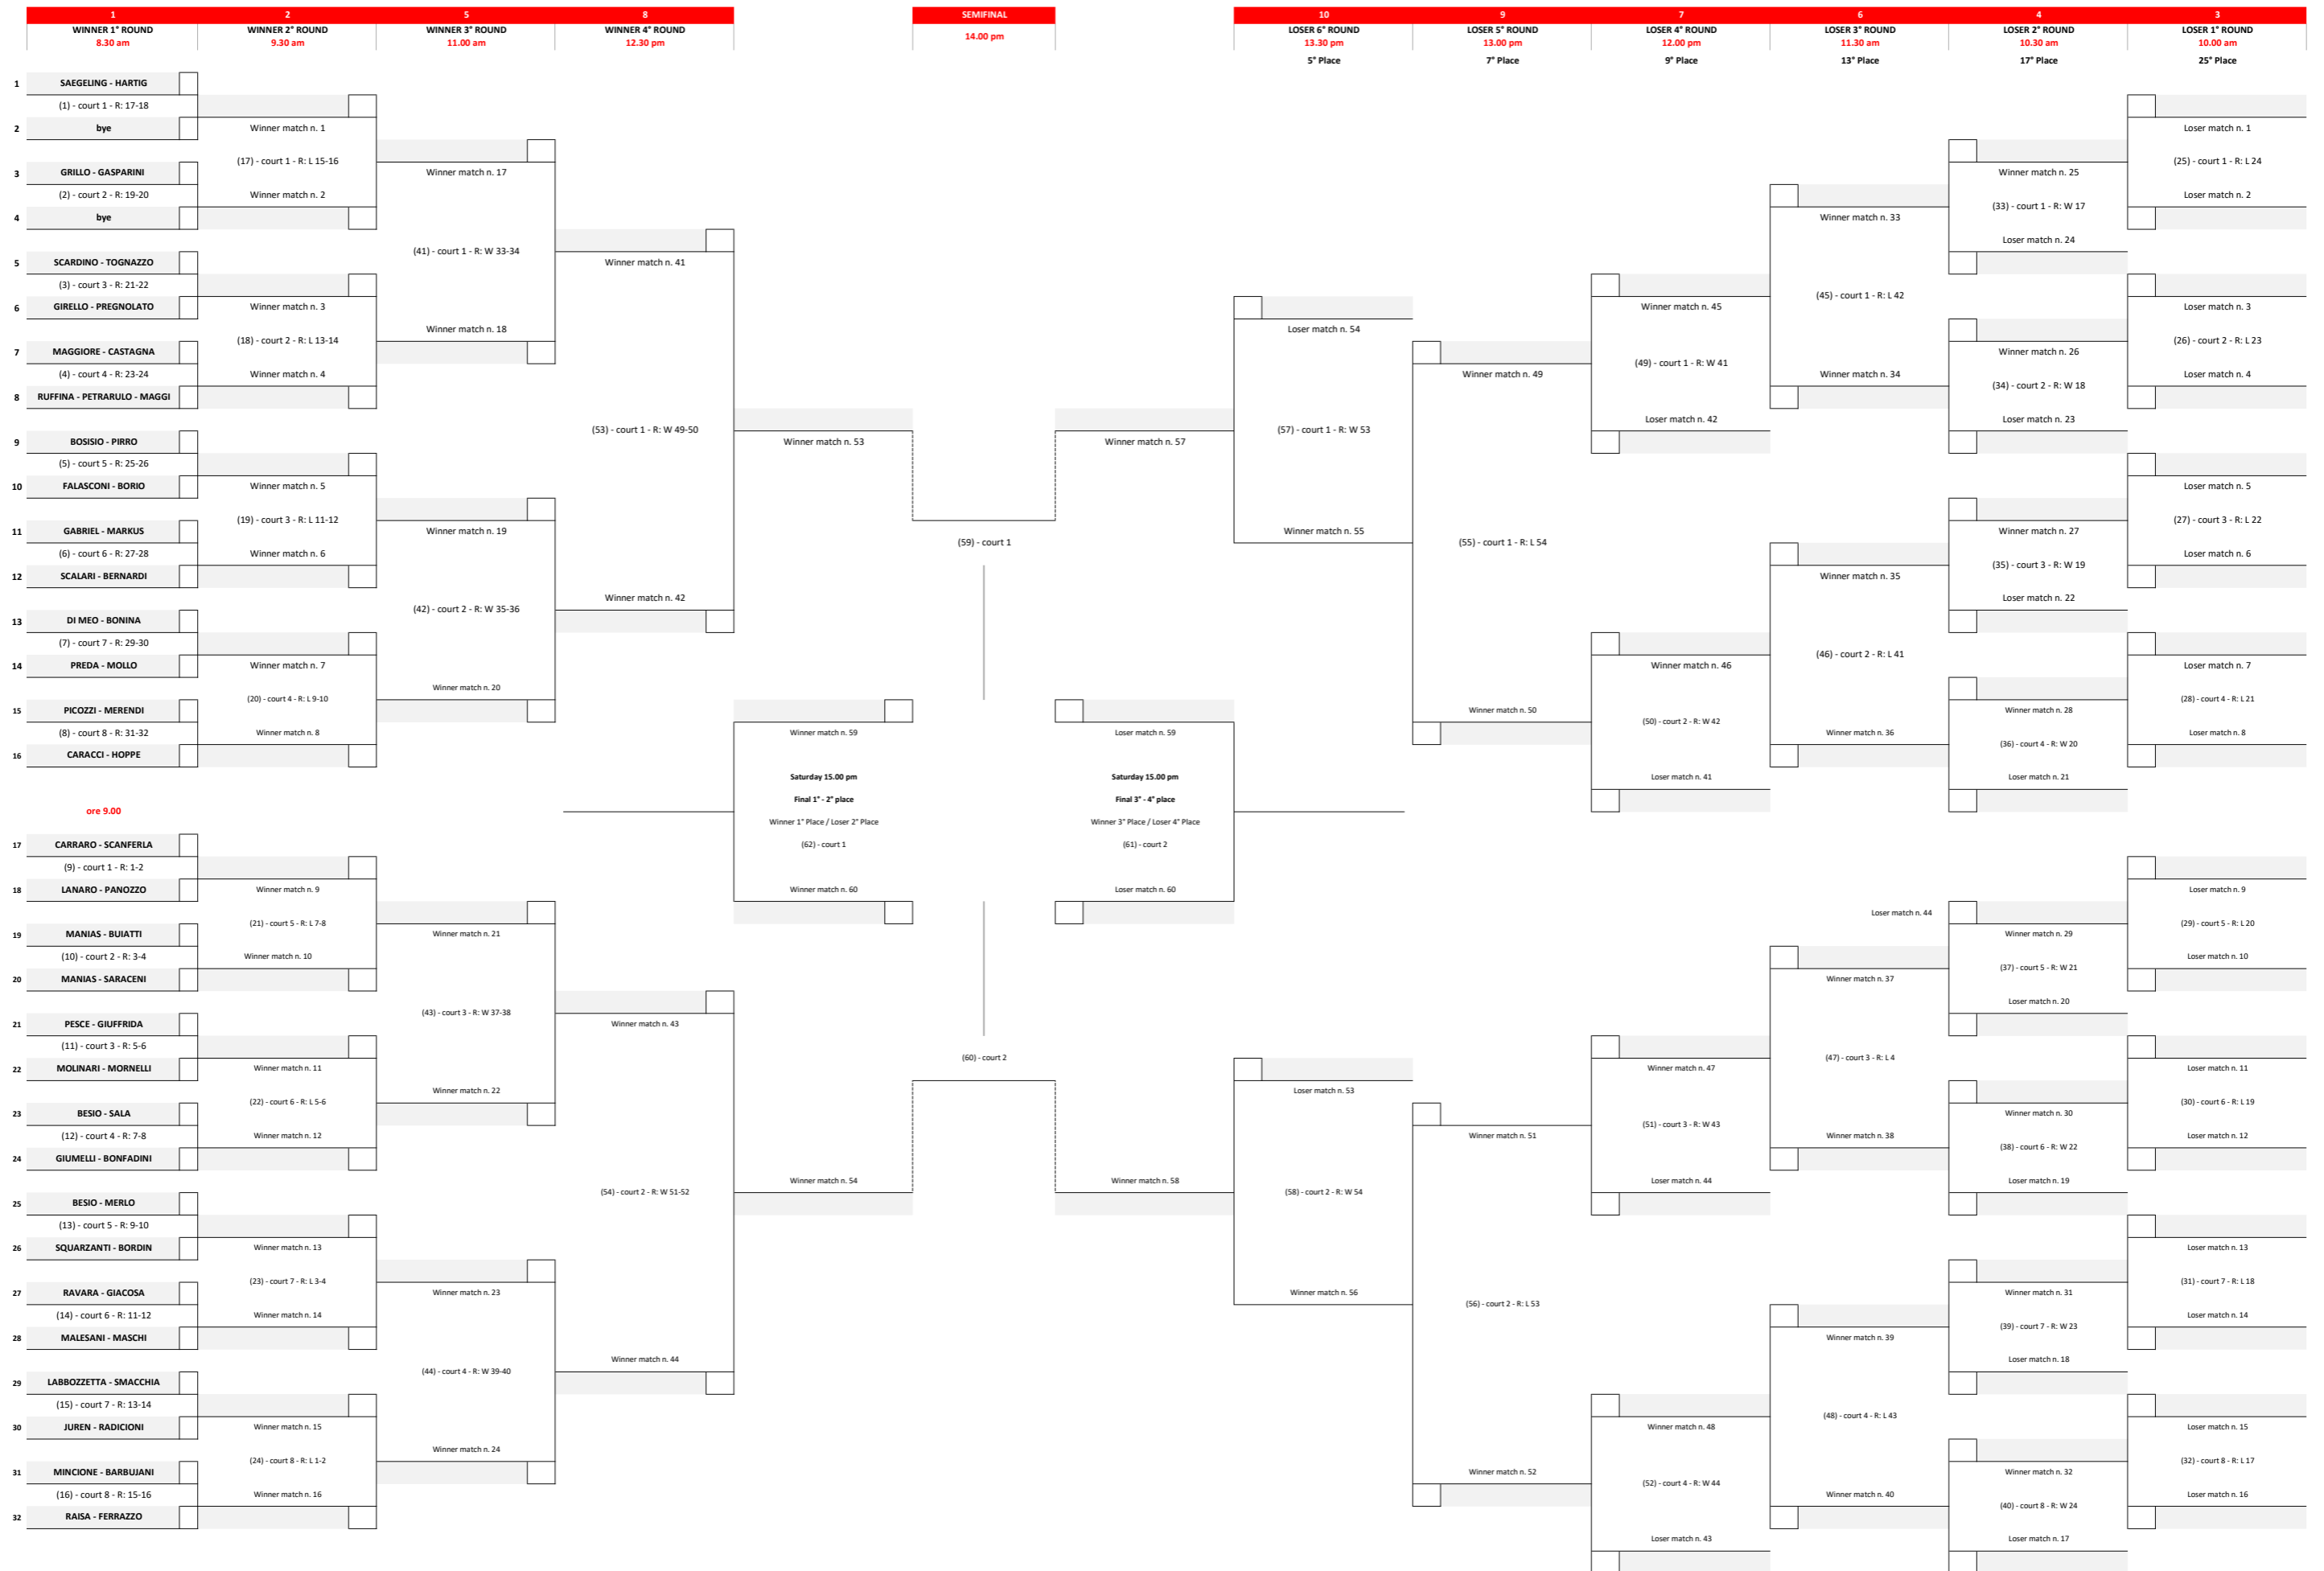 1
WINNER 1° ROUND
8.30 am
2
WINNER 2° ROUND
9.30 am
5
WINNER 3° ROUND
11.00 am
8
WINNER 4° ROUND
12.30 pm
SEMIFINAL
14.00 pm
10
LOSER 6° ROUND
13.30 pm
5° Place
9
LOSER 5° ROUND
13.00 pm
7° Place
7
LOSER 4° ROUND
12.00 pm
9° Place
6
LOSER 3° ROUND
11.30 am
13° Place
4
LOSER 2° ROUND
10.30 am
17° Place
3
LOSER 1° ROUND
10.00 am
25° Place
1 SAEGELING - HARTIG
(1) - court 1 - R: 17-18
2 bye
3 GRILLO - GASPARINI
(2) - court 2 - R: 19-20
4 bye
5 SCARDINO - TOGNAZZO
(3) - court 3 - R: 21-22
6 GIRELLO - PREGNOLATO
7 MAGGIORE - CASTAGNA
(4) - court 4 - R: 23-24
8 RUFFINA - PETRARULO - MAGGI
9 BOSISIO - PIRRO
(5) - court 5 - R: 25-26
10 FALASCONI - BORIO
11 GABRIEL - MARKUS
(6) - court 6 - R: 27-28
12 SCALARI - BERNARDI
13 DI MEO - BONINA
(7) - court 7 - R: 29-30
14 PREDA - MOLLO
15 PICOZZI - MERENDI
(8) - court 8 - R: 31-32
16 CARACCI - HOPPE
ore 9.00
17 CARRARO - SCANFERLA
(9) - court 1 - R: 1-2
18 LANARO - PANOZZO
19 MANIAS - BUIATTI
(10) - court 2 - R: 3-4
20 MANIAS - SARACENI
21 PESCE - GIUFFRIDA
(11) - court 3 - R: 5-6
22 MOLINARI - MORNELLI
23 BESIO - SALA
(12) - court 4 - R: 7-8
24 GIUMELLI - BONFADINI
25 BESIO - MERLO
(13) - court 5 - R: 9-10
26 SQUARZANTI - BORDIN
27 RAVARA - GIACOSA
(14) - court 6 - R: 11-12
28 MALESANI - MASCHI
29 LABBOZZETTA - SMACCHIA
(15) - court 7 - R: 13-14
30 JUREN - RADICIONI
31 MINCIONE - BARBUJANI
(16) - court 8 - R: 15-16
32 RAISA - FERRAZZO
Winner match n. 1
(17) - court 1 - R: L 15-16
Winner match n. 2
Winner match n. 3
(18) - court 2 - R: L 13-14
Winner match n. 4
Winner match n. 5
(19) - court 3 - R: L 11-12
Winner match n. 6
Winner match n. 7
(20) - court 4 - R: L 9-10
Winner match n. 8
Winner match n. 9
(21) - court 5 - R: L 7-8
Winner match n. 10
Winner match n. 11
(22) - court 6 - R: L 5-6
Winner match n. 12
Winner match n. 13
(23) - court 7 - R: L 3-4
Winner match n. 14
Winner match n. 15
(24) - court 8 - R: L 1-2
Winner match n. 16
Winner match n. 17
(41) - court 1 - R: W 33-34
Winner match n. 18
Winner match n. 19
(42) - court 2 - R: W 35-36
Winner match n. 20
Winner match n. 21
(43) - court 3 - R: W 37-38
Winner match n. 22
Winner match n. 23
(44) - court 4 - R: W 39-40
Winner match n. 24
Winner match n. 41
(53) - court 1 - R: W 49-50
Winner match n. 42
Winner match n. 43
(54) - court 2 - R: W 51-52
Winner match n. 44
Winner match n. 53
Winner match n. 59
Saturday 15.00 pm
Final 1° - 2° place
Winner 1° Place / Loser 2° Place
(62) - court 1
Winner match n. 60
Winner match n. 54
(59) - court 1
(60) - court 2
Winner match n. 57
Loser match n. 59
Saturday 15.00 pm
Final 3° - 4° place
Winner 3° Place / Loser 4° Place
(61) - court 2
Loser match n. 60
Winner match n. 58
Loser match n. 54
(57) - court 1 - R: W 53
Winner match n. 55
Loser match n. 53
(58) - court 2 - R: W 54
Winner match n. 56
Winner match n. 49
(55) - court 1 - R: L 54
Winner match n. 50
Winner match n. 51
(56) - court 2 - R: L 53
Winner match n. 52
Winner match n. 45
(49) - court 1 - R: W 41
Loser match n. 42
Winner match n. 46
(50) - court 2 - R: W 42
Loser match n. 41
Winner match n. 47
(51) - court 3 - R: W 43
Loser match n. 44
Winner match n. 48
(52) - court 4 - R: W 44
Loser match n. 43
Winner match n. 33
(45) - court 1 - R: L 42
Winner match n. 34
Winner match n. 35
(46) - court 2 - R: L 41
Winner match n. 36
Loser match n. 44
Winner match n. 37
(47) - court 3 - R: L 4
Winner match n. 38
Winner match n. 39
(48) - court 4 - R: L 43
Winner match n. 40
Winner match n. 25
(33) - court 1 - R: W 17
Loser match n. 24
Winner match n. 26
(34) - court 2 - R: W 18
Loser match n. 23
Winner match n. 27
(35) - court 3 - R: W 19
Loser match n. 22
Winner match n. 28
(36) - court 4 - R: W 20
Loser match n. 21
Winner match n. 29
(37) - court 5 - R: W 21
Loser match n. 20
Winner match n. 30
(38) - court 6 - R: W 22
Loser match n. 19
Winner match n. 31
(39) - court 7 - R: W 23
Loser match n. 18
Winner match n. 32
(40) - court 8 - R: W 24
Loser match n. 17
Loser match n. 1
(25) - court 1 - R: L 24
Loser match n. 2
Loser match n. 3
(26) - court 2 - R: L 23
Loser match n. 4
Loser match n. 5
(27) - court 3 - R: L 22
Loser match n. 6
Loser match n. 7
(28) - court 4 - R: L 21
Loser match n. 8
Loser match n. 9
(29) - court 5 - R: L 20
Loser match n. 10
Loser match n. 11
(30) - court 6 - R: L 19
Loser match n. 12
Loser match n. 13
(31) - court 7 - R: L 18
Loser match n. 14
Loser match n. 15
(32) - court 8 - R: L 17
Loser match n. 16